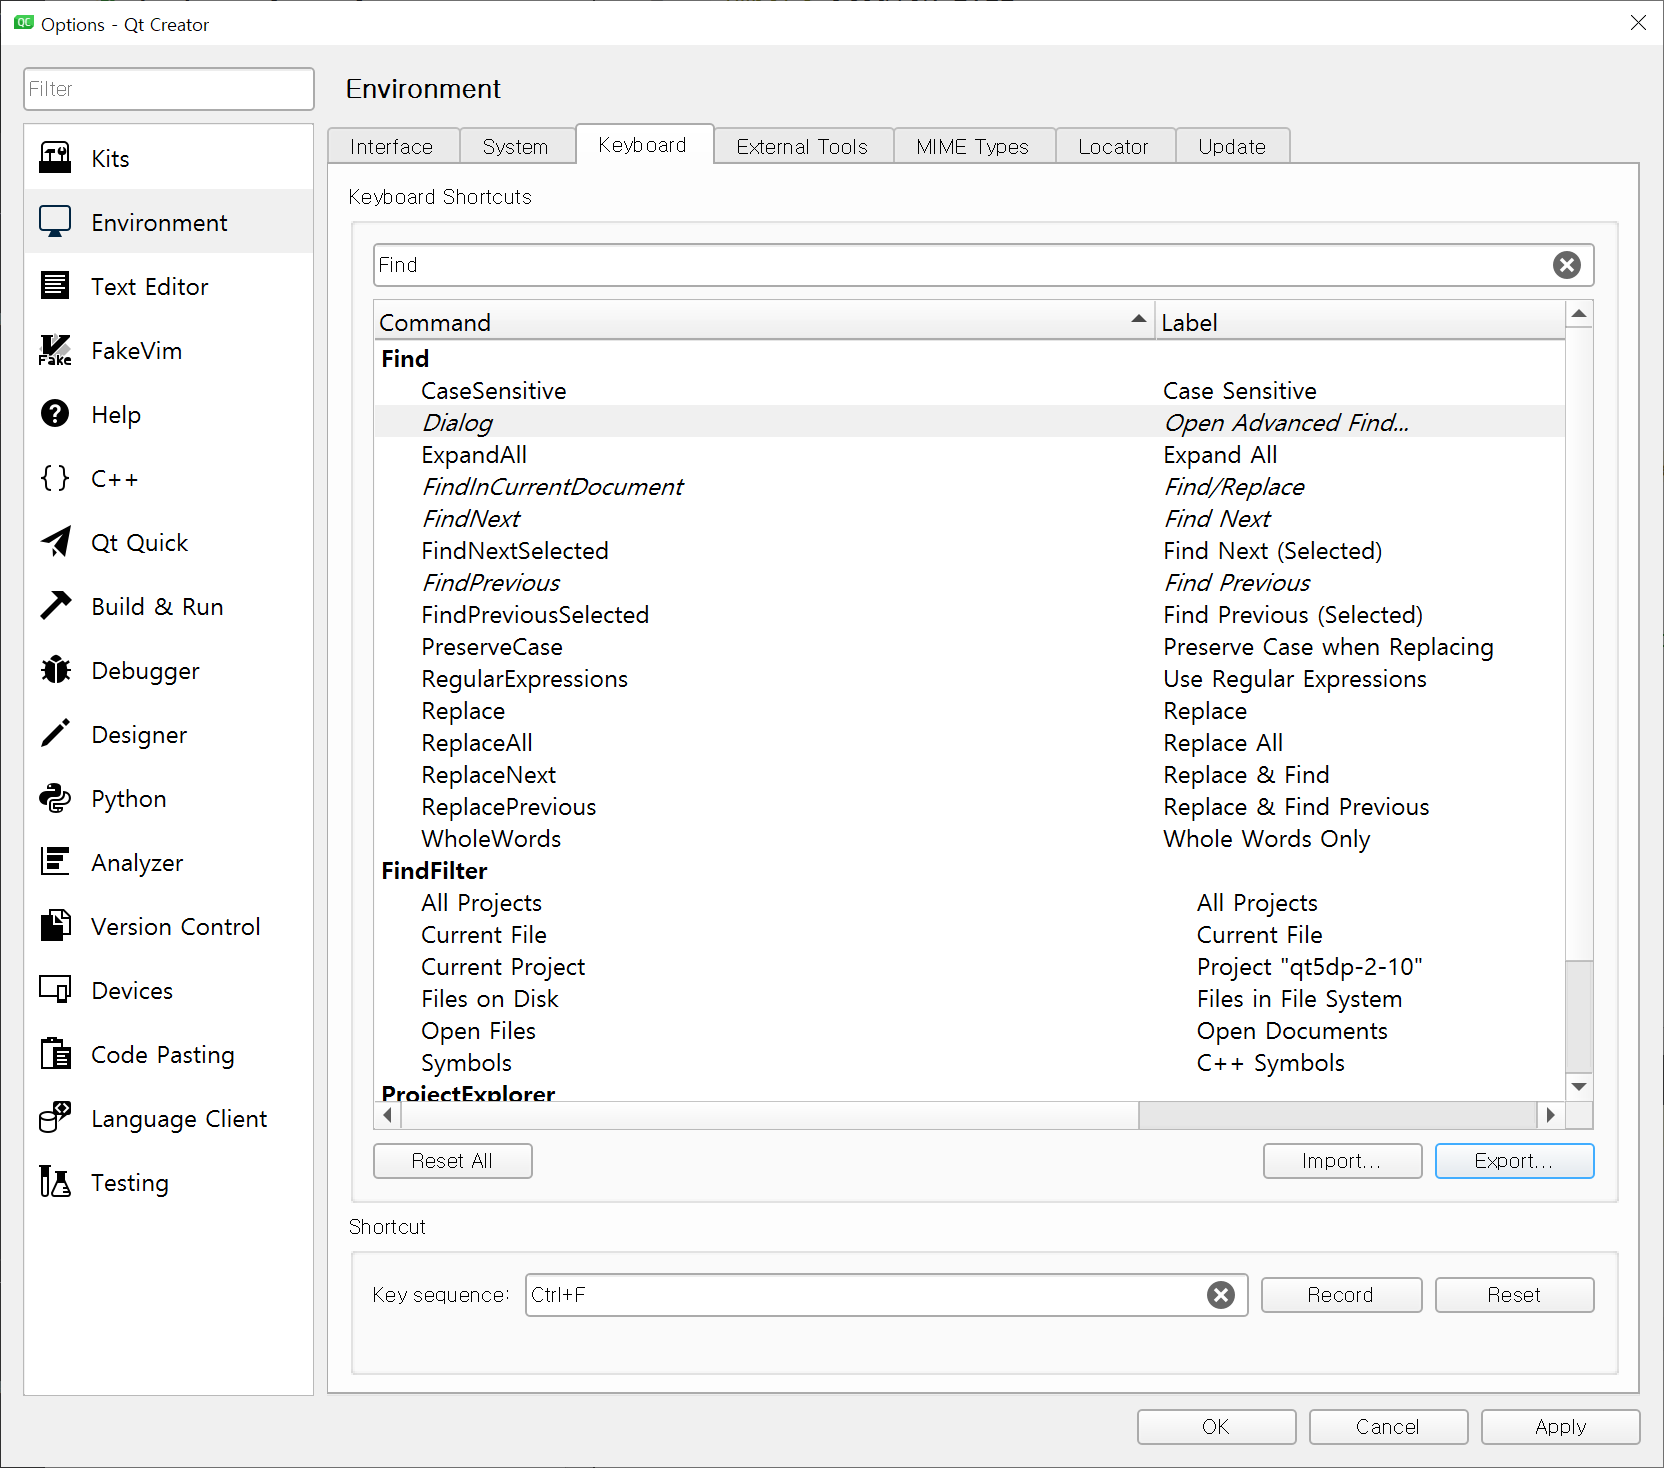 Options - Qt Creator
Filter
Kits
Environment
Text Editor
FakeVim
Help
C++
Qt Quick
Build & Run
Debugger
Designer
Python
Analyzer
Version Control
Devices
Code Pasting
Language Client
Testing
Environment
Interface System Keyboard External Tools MIME Types Locator Update
Keyboard Shortcuts
Find
Command Label
Find
CaseSensitive Case Sensitive
Dialog Open Advanced Find...
ExpandAll Expand All
FindInCurrentDocument Find/Replace
FindNext Find Next
FindNextSelected Find Next (Selected)
FindPrevious Find Previous
FindPreviousSelected Find Previous (Selected)
PreserveCase Preserve Case when Replacing
RegularExpressions Use Regular Expressions
Replace Replace
ReplaceAll Replace All
ReplaceNext Replace & Find
ReplacePrevious Replace & Find Previous
WholeWords Whole Words Only
FindFilter
All Projects All Projects
Current File Current File
Current Project Project "qt5dp-2-10"
Files on Disk Files in File System
Open Files Open Documents
Symbols C++ Symbols
ProjectExplorer
Reset All Import... Export...
Shortcut
Key sequence: Ctrl+F Record Reset
OK Cancel Apply